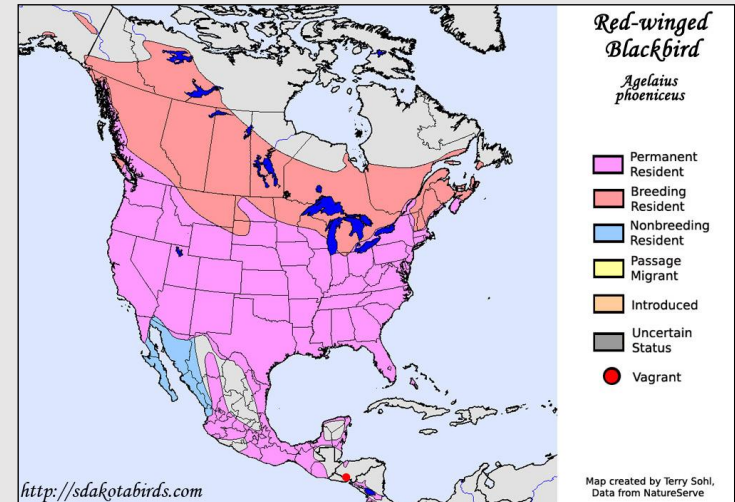 Red-winged
Blackbird
Agelaius
phoeniceus
Permanent
Resident
Breeding
Resident
Nonbreeding
Resident
Passage
Migrant
Introduced
Uncertain
Status
Vagrant
http://sdakotabirds.com
Map created by Terry Sohl,
Data from NatureServe